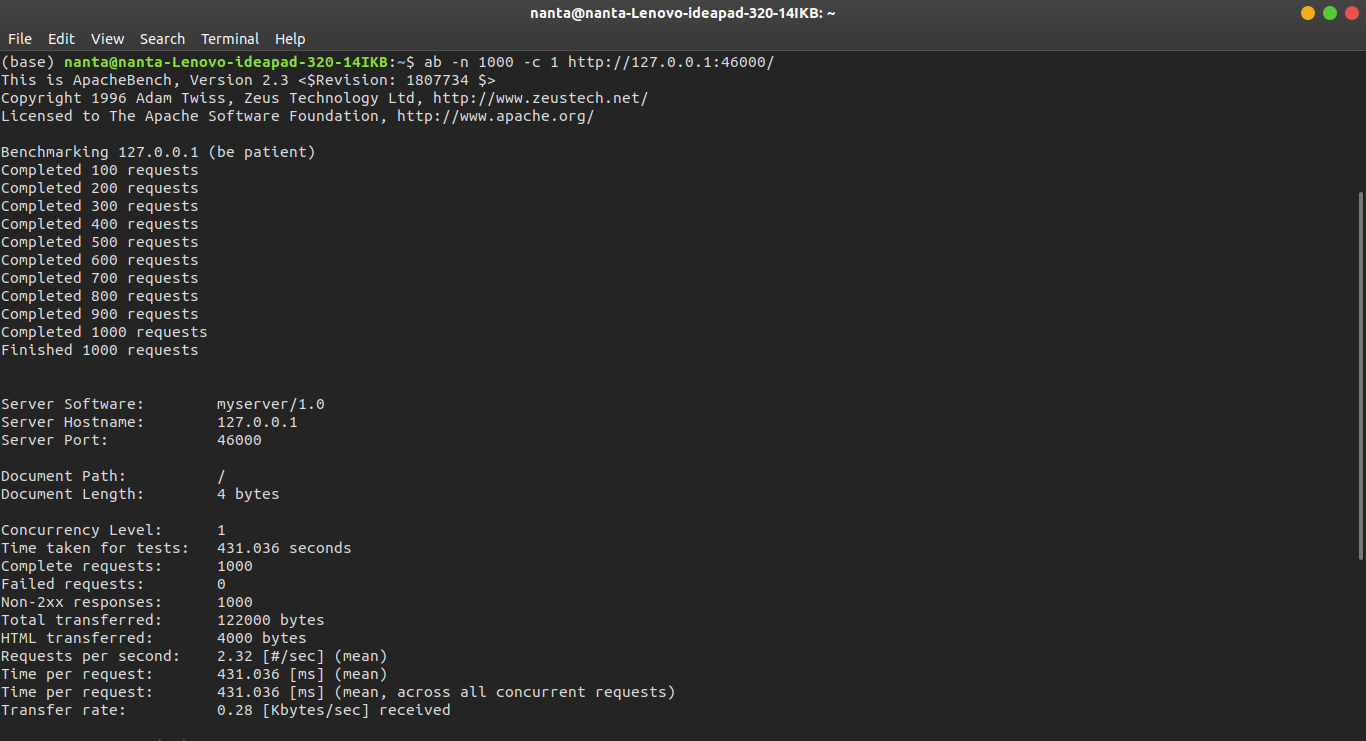 nanta@nanta-Lenovo-ideapad-320-14IKB: ~
File Edit View Search Terminal Help
(base) nanta@nanta-Lenovo-ideapad-320-14IKB:~$ ab -n 1000 -c 1 http://127.0.0.1:46000/
This is ApacheBench, Version 2.3 <$Revision: 1807734 $>
Copyright 1996 Adam Twiss, Zeus Technology Ltd, http://www.zeustech.net/
Licensed to The Apache Software Foundation, http://www.apache.org/
Benchmarking 127.0.0.1 (be patient)
Completed 100 requests
Completed 200 requests
Completed 300 requests
Completed 400 requests
Completed 500 requests
Completed 600 requests
Completed 700 requests
Completed 800 requests
Completed 900 requests
Completed 1000 requests
Finished 1000 requests
Server Software:        myserver/1.0
Server Hostname:        127.0.0.1
Server Port:            46000
Document Path:          /
Document Length:        4 bytes
Concurrency Level:      1
Time taken for tests:   431.036 seconds
Complete requests:      1000
Failed requests:        0
Non-2xx responses:      1000
Total transferred:      122000 bytes
HTML transferred:       4000 bytes
Requests per second:    2.32 [#/sec] (mean)
Time per request:       431.036 [ms] (mean)
Time per request:       431.036 [ms] (mean, across all concurrent requests)
Transfer rate:          0.28 [Kbytes/sec] received